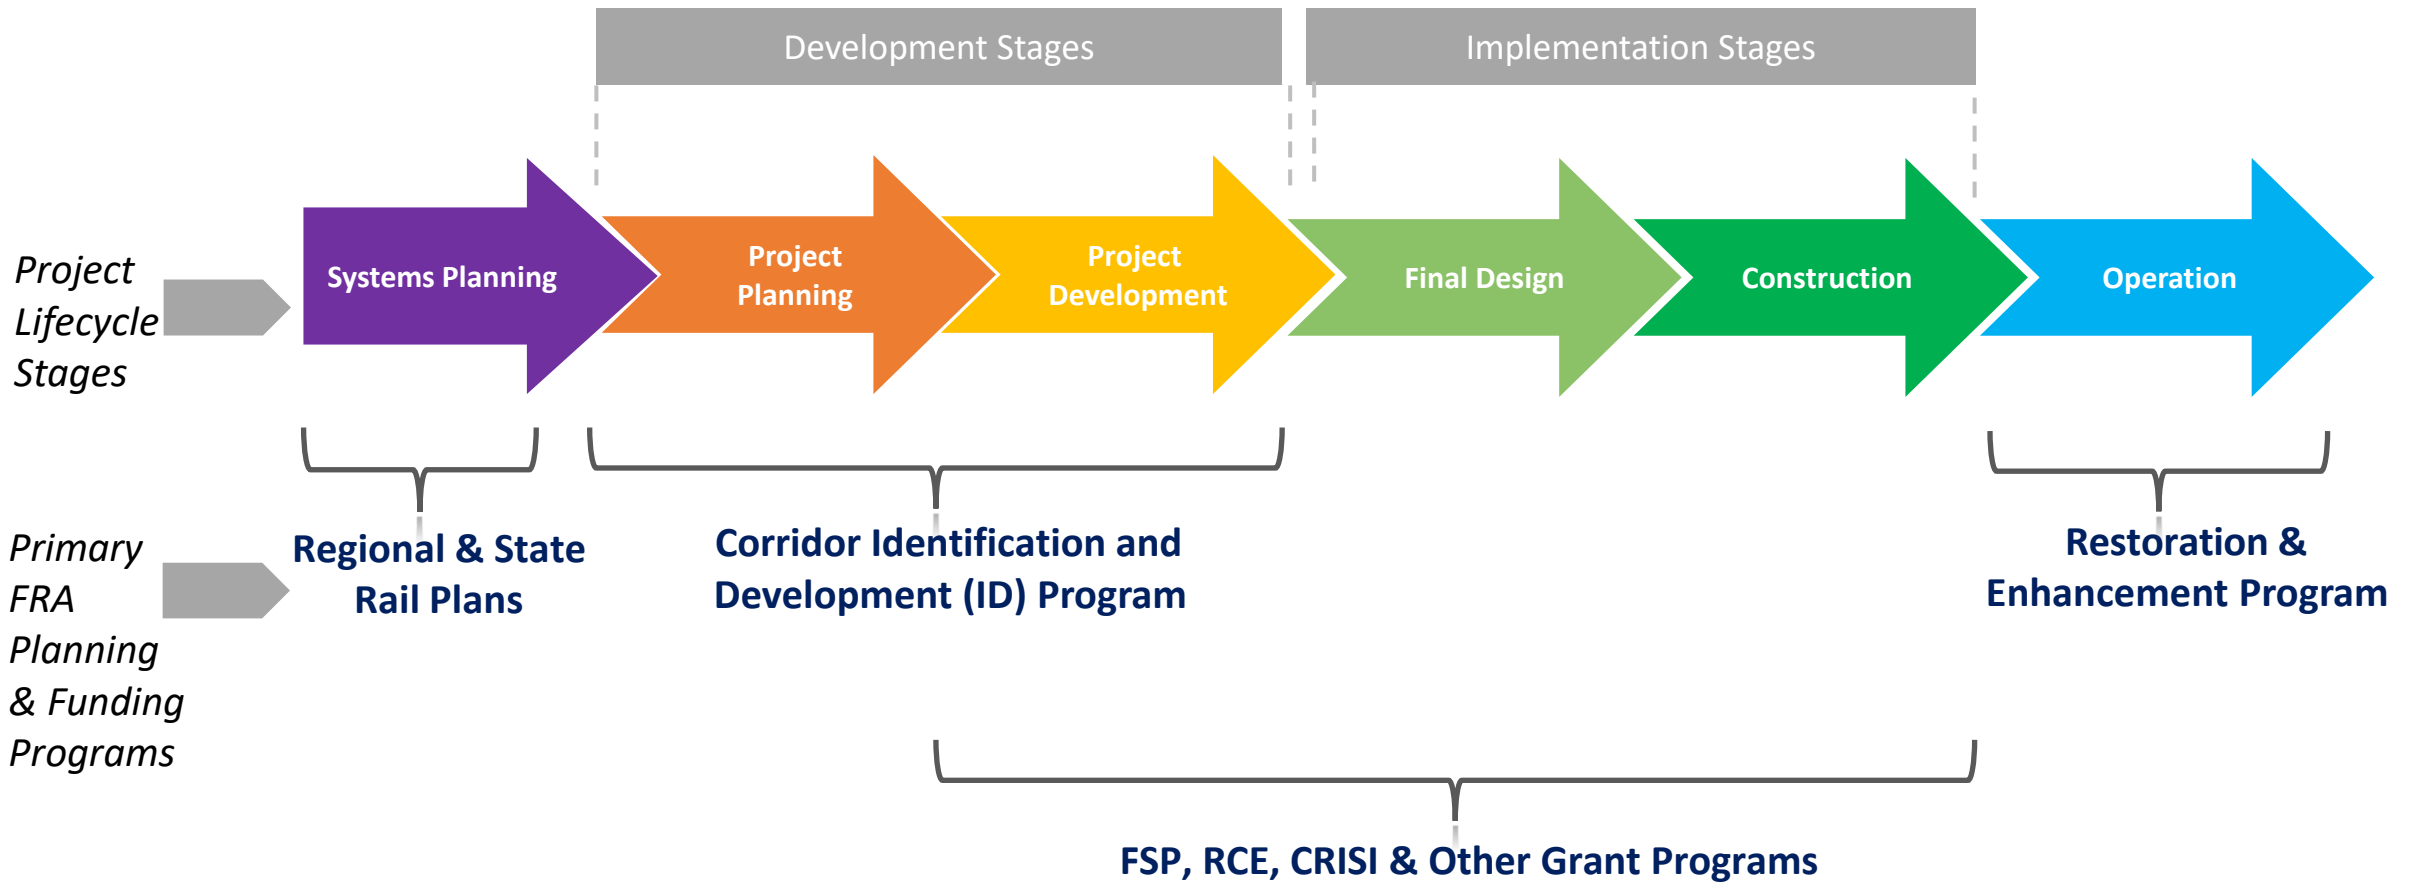 Development Stages
Implementation Stages
Project
Lifecycle
Stages
Systems Planning
Project
Planning
Project
Development
Final Design
Construction
Operation
Primary
FRA
Planning
& Funding
Programs
Regional & State
Rail Plans
Corridor Identification and
Development (ID) Program
Restoration &
Enhancement Program
FSP, RCE, CRISI & Other Grant Programs